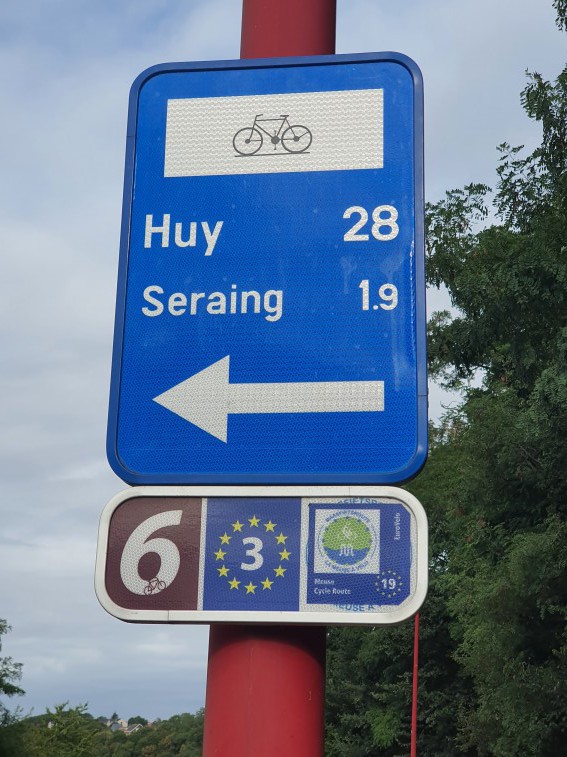 Huy 28
Seraing 1.9
6
3
EuroVelo
Meuse
Cycle Route
19